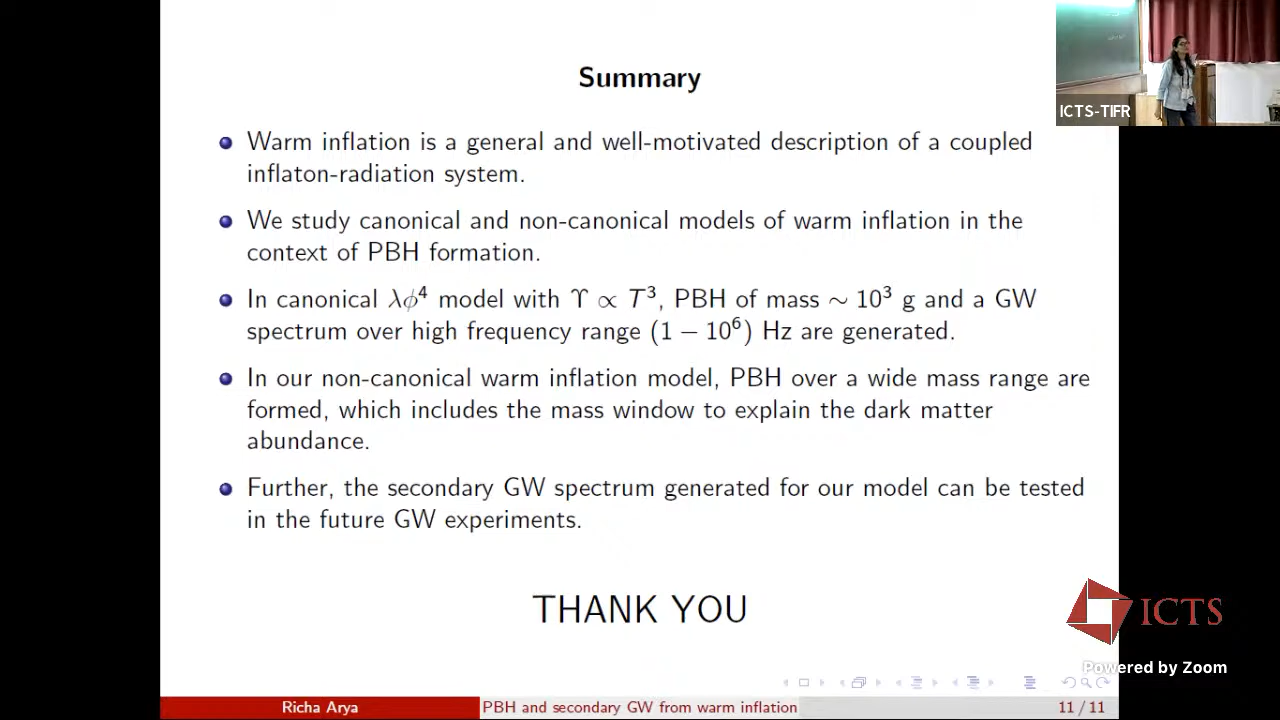 Summary
ICTS-TIFR
Warm inflation is a general and well-motivated description of a coupled
inflaton-radiation system.
We study canonical and non-canonical models of warm inflation in the
context of PBH formation.
In canonical λϕ⁴ model with Υ ∝ T³, PBH of mass ∼ 10³ g and a GW
spectrum over high frequency range (1 − 10⁶) Hz are generated.
In our non-canonical warm inflation model, PBH over a wide mass range are
formed, which includes the mass window to explain the dark matter
abundance.
Further, the secondary GW spectrum generated for our model can be tested
in the future GW experiments.
THANK YOU
ICTS
Powered by Zoom
Richa Arya
PBH and secondary GW from warm inflation
11 / 11